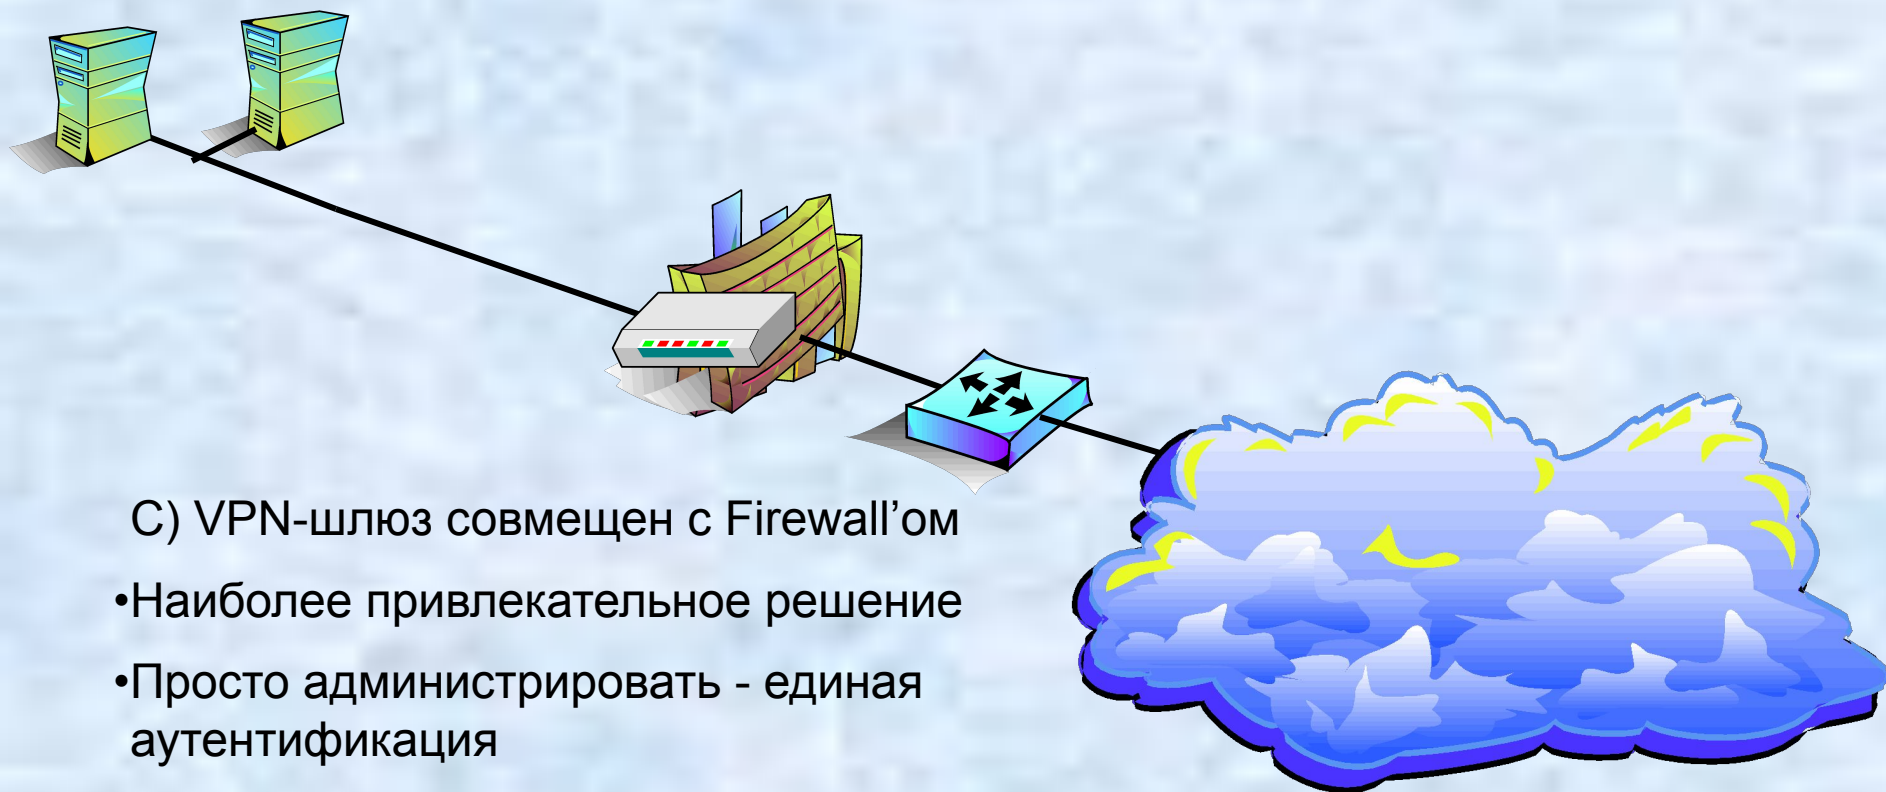 С) VPN-шлюз совмещен с Firewall’ом
•Наиболее привлекательное решение
•Просто администрировать - единая
аутентификация